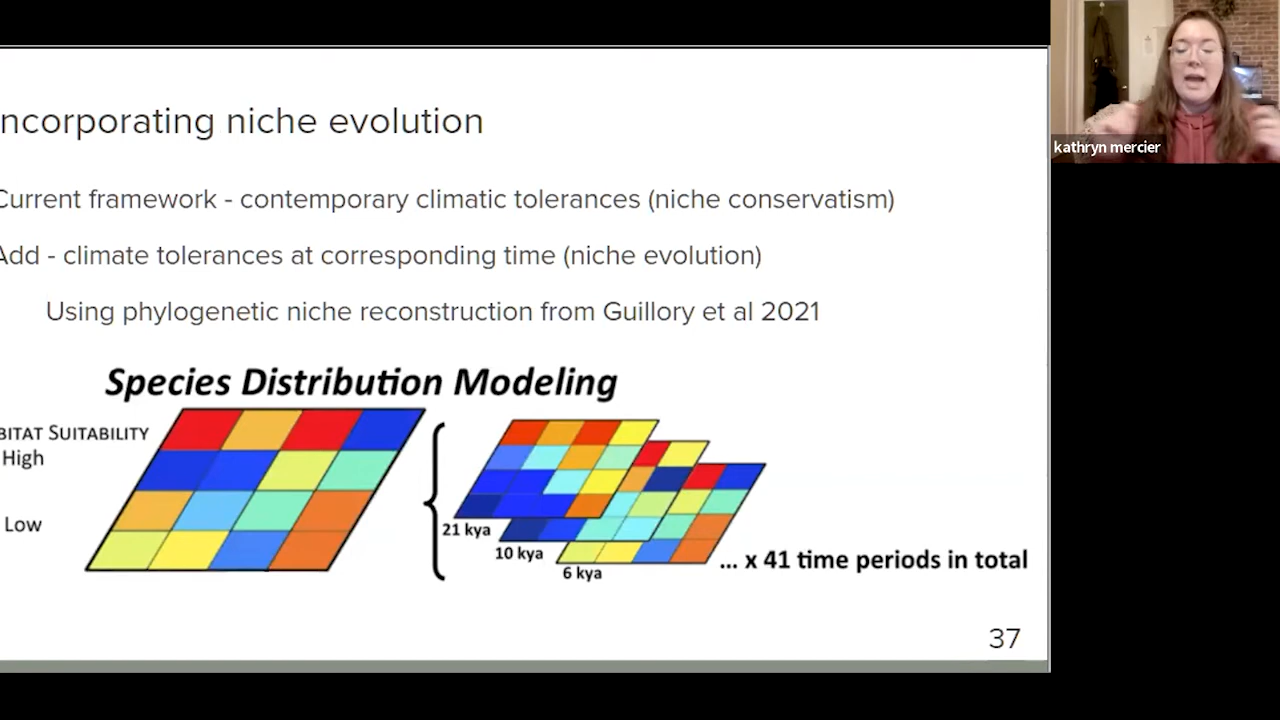 ncorporating niche evolution
kathryn mercier
Current framework - contemporary climatic tolerances (niche conservatism)
Add - climate tolerances at corresponding time (niche evolution)
Using phylogenetic niche reconstruction from Guillory et al 2021
Species Distribution Modeling
BITAT SUITABILITY
High
Low
21 kya
10 kya
6 kya
... x 41 time periods in total
37